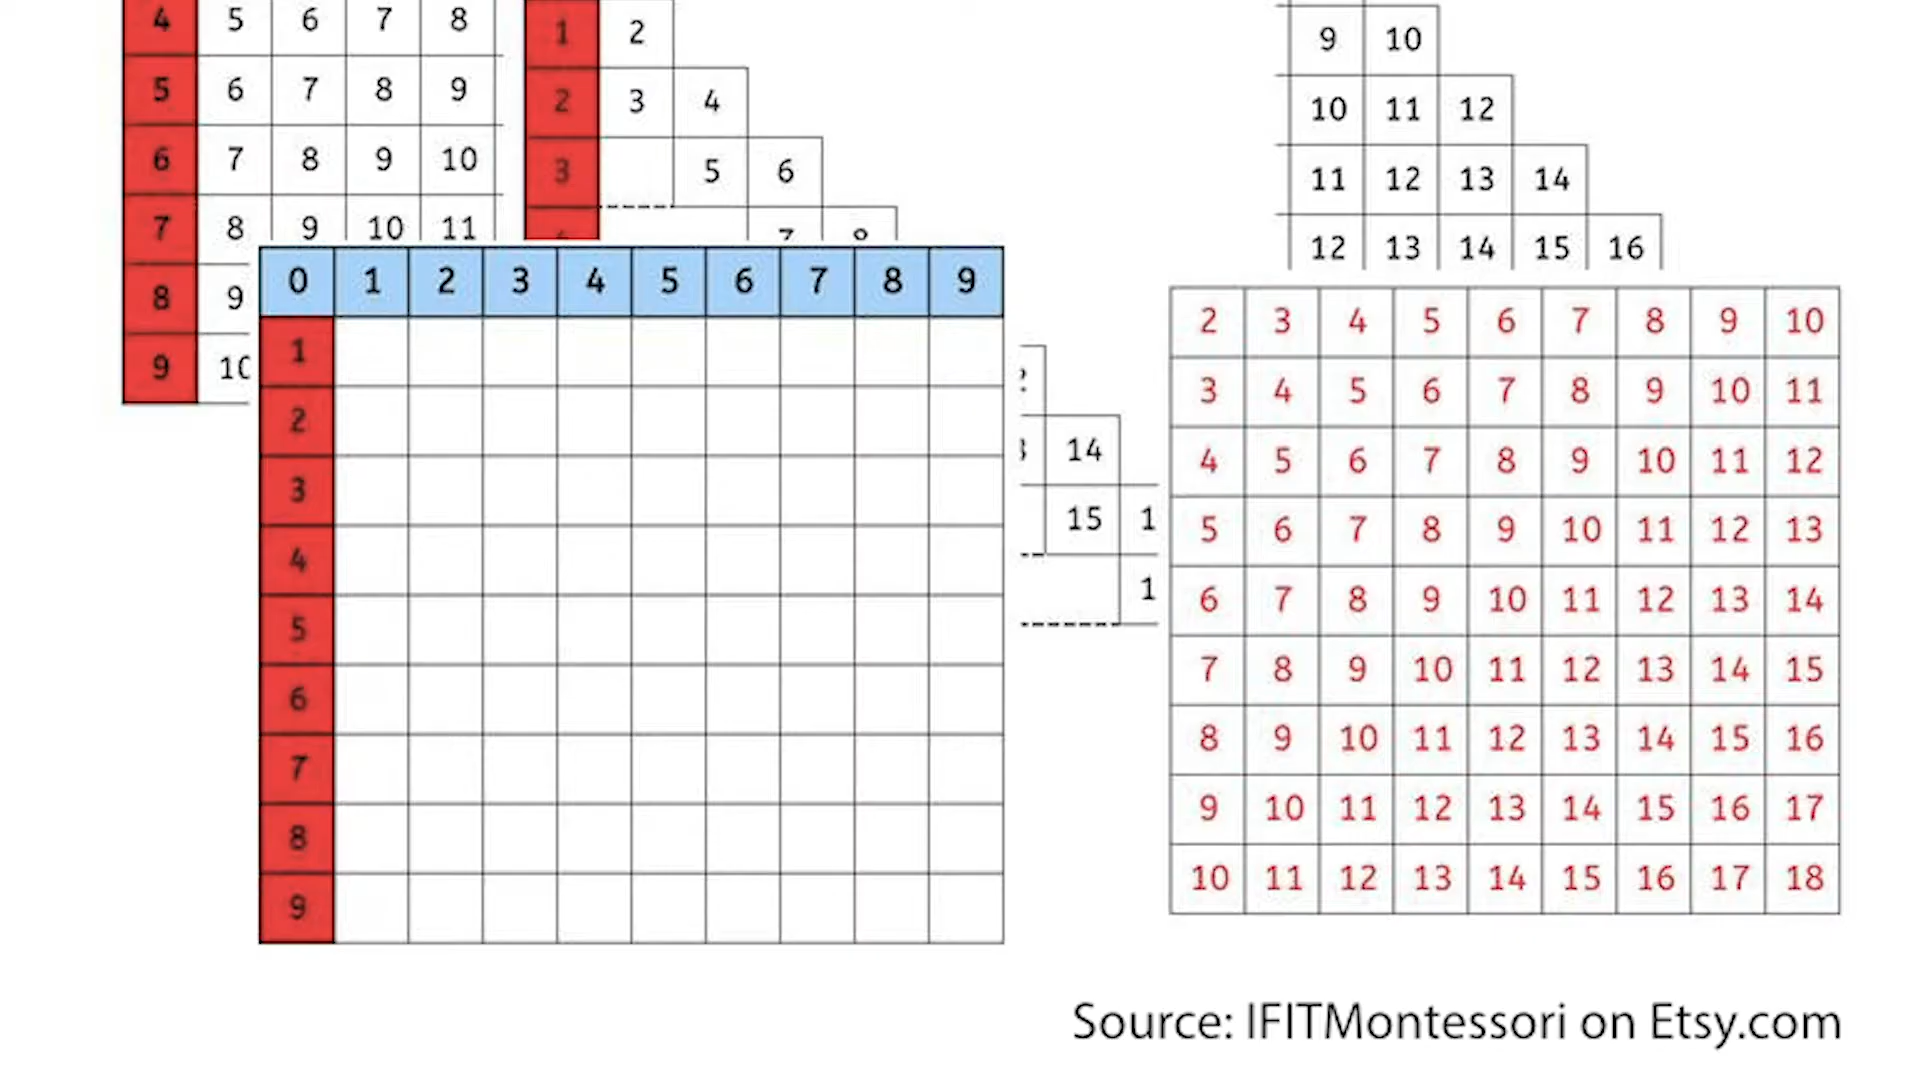 4 5 6 7 8
5 6 7 8 9
6 7 8 9 10
7 8 9 10 11
8 9
9
1 2
2 3 4
3 5 6
9 10
10 11 12
11 12 13 14
12 13 14 15 16
0 1 2 3 4 5 6 7 8 9
1
2
3
4
5
6
7
8
9
14
15
2 3 4 5 6 7 8 9 10
3 4 5 6 7 8 9 10 11
4 5 6 7 8 9 10 11 12
5 6 7 8 9 10 11 12 13
6 7 8 9 10 11 12 13 14
7 8 9 10 11 12 13 14 15
8 9 10 11 12 13 14 15 16
9 10 11 12 13 14 15 16 17
10 11 12 13 14 15 16 17 18
Source: IFITMontessori on Etsy.com